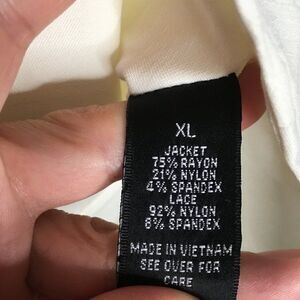 XL
JACKET
75% RAYON
21% NYLON
4% SPANDEX
LACE
92% NYLON
8% SPANDEX
MADE IN VIETNAM
SEE OVER FOR
CARE